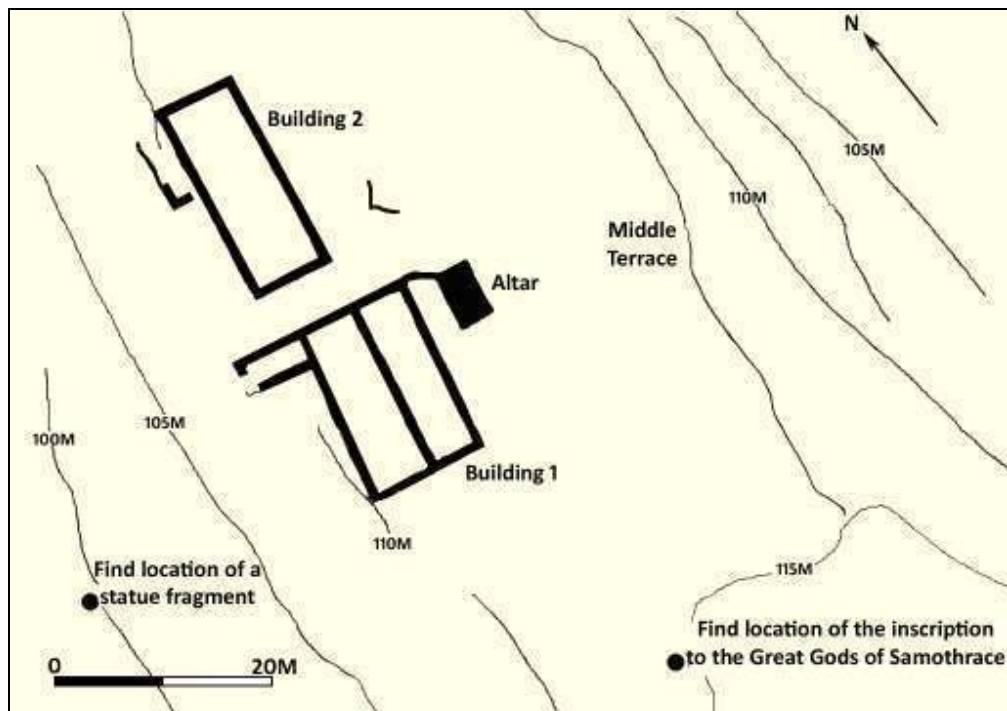 N
Building 2
105M
110M
Middle
Terrace
Altar
105M
100M
Building 1
110M
Find location of a
statue fragment
115M
Find location of the inscription
to the Great Gods of Samothrace
0 20M